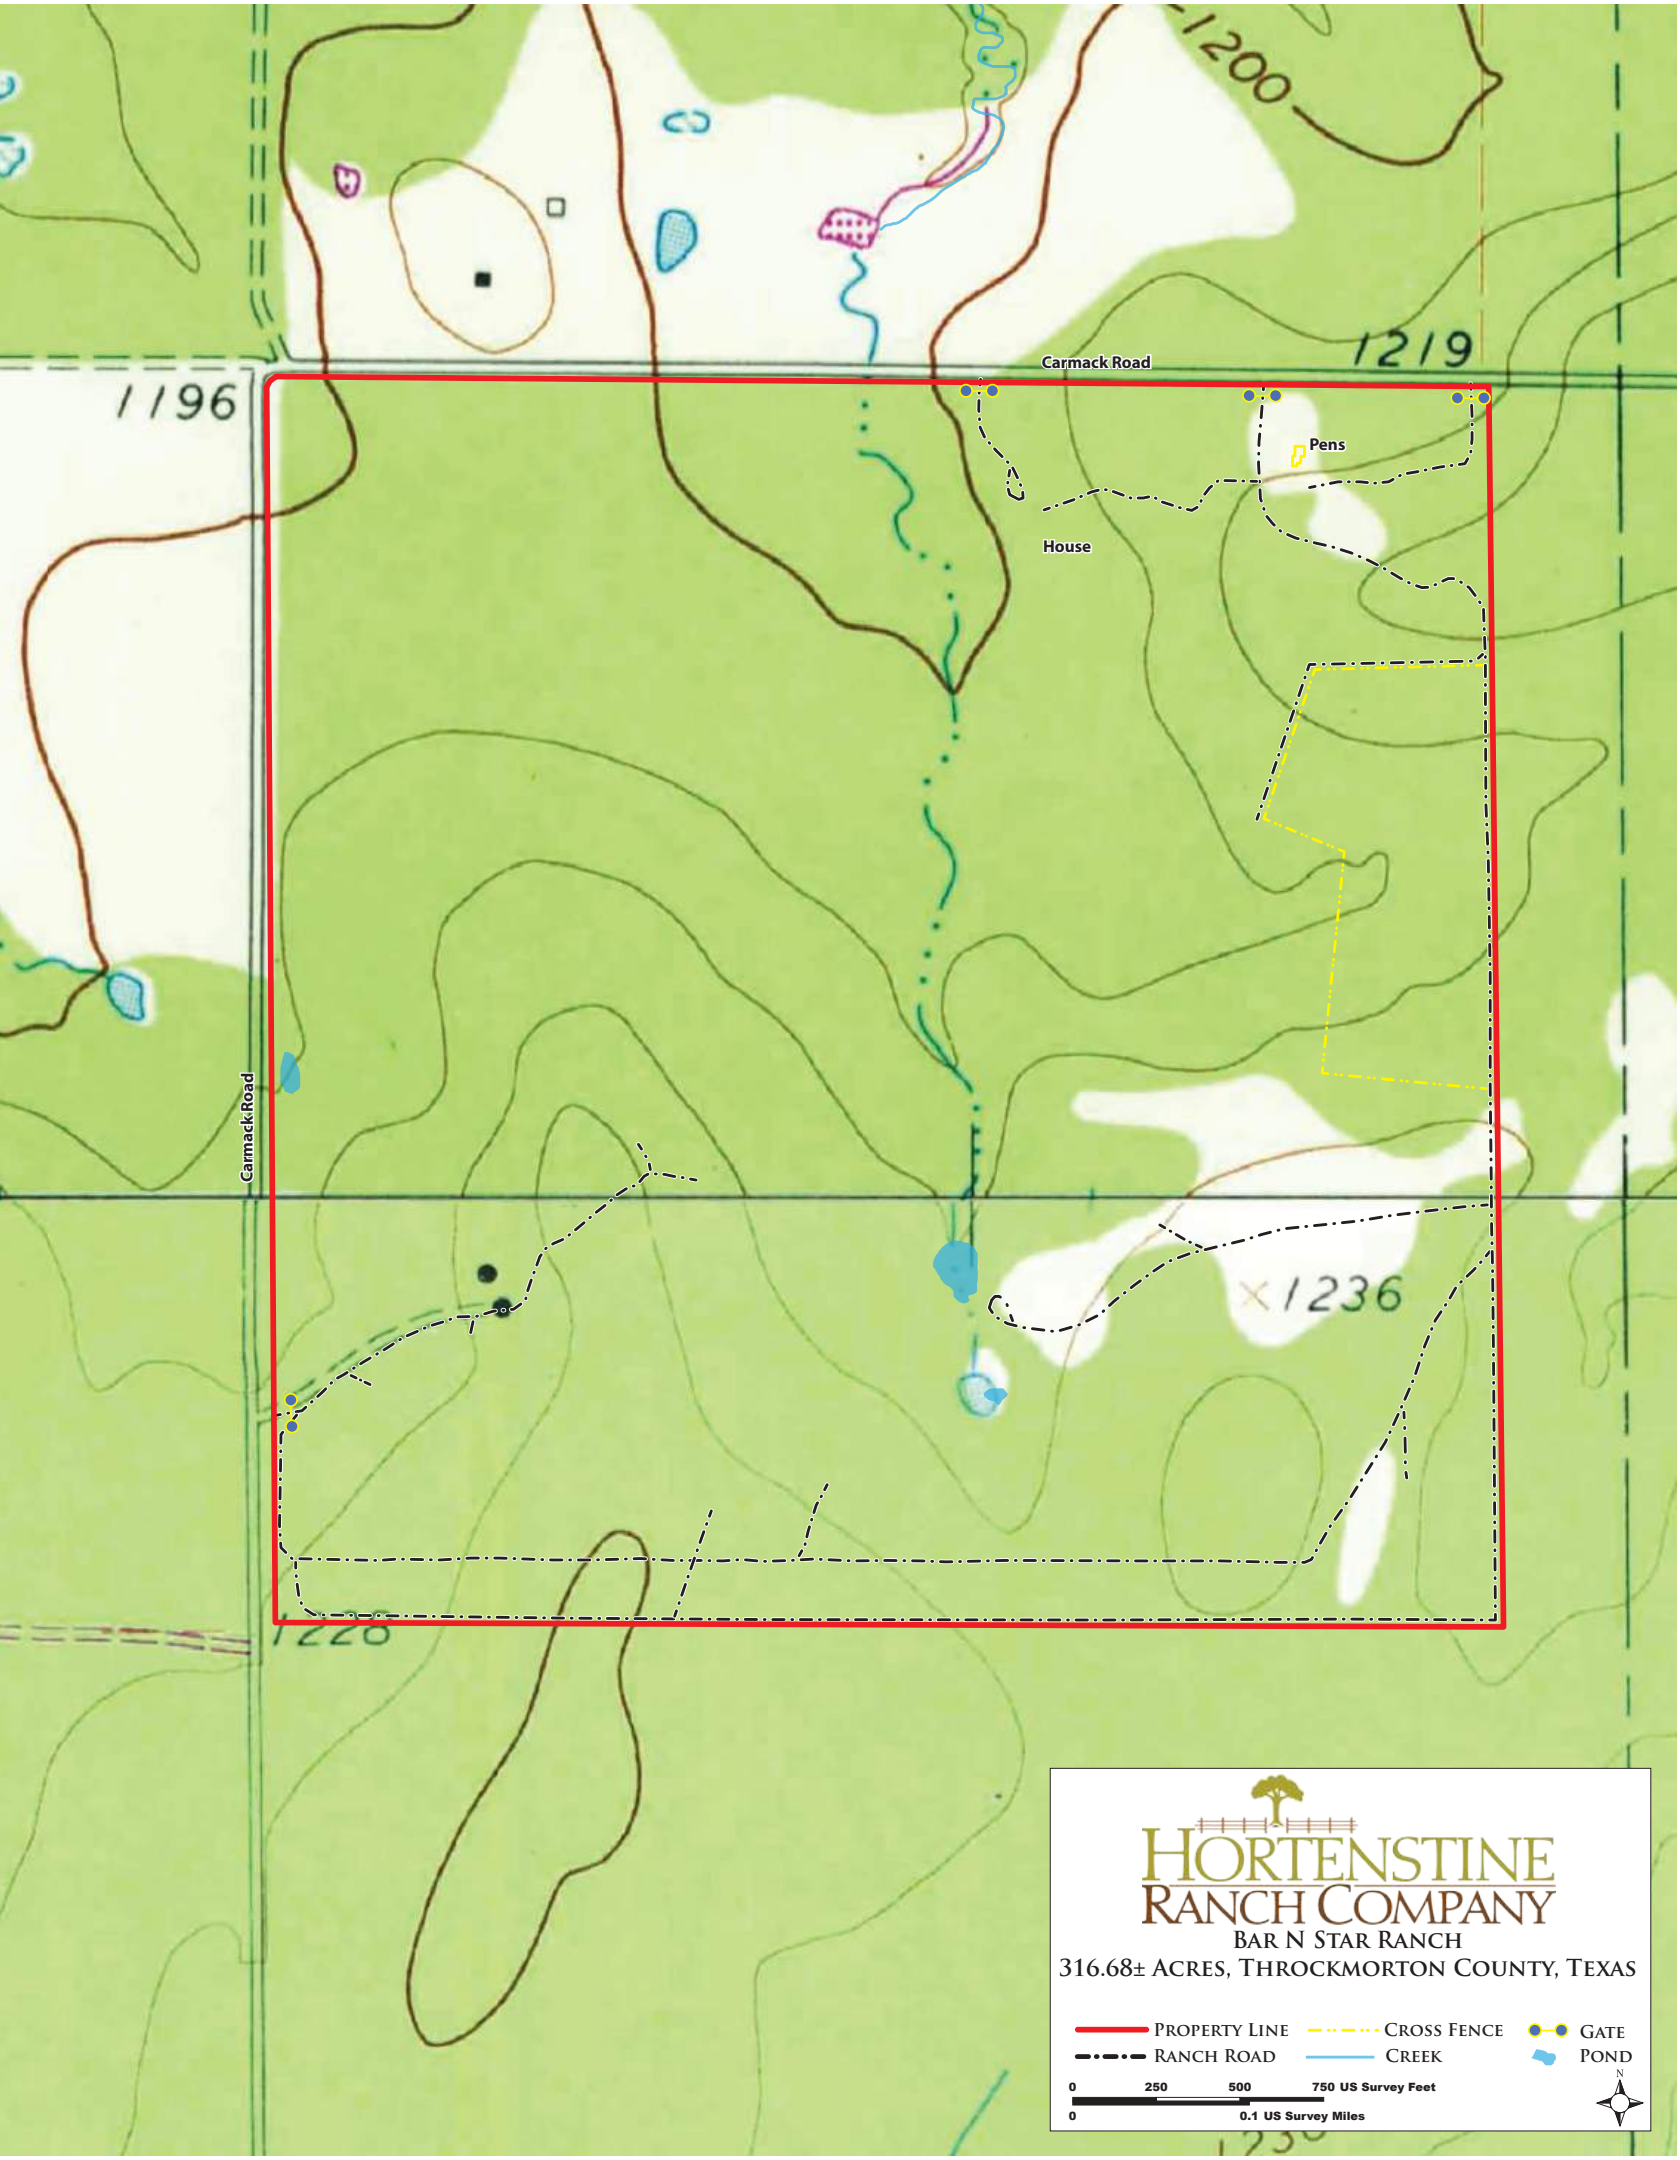 1200
1219
Carmack Road
1196
Pens
House
Carmack Road
1236
1228
HORTENSTINE
RANCH COMPANY
BAR N STAR RANCH
316.68± ACRES, THROCKMORTON COUNTY, TEXAS
PROPERTY LINE CROSS FENCE GATE
RANCH ROAD CREEK POND
N
0 250 500 750 US Survey Feet
0 0.1 US Survey Miles